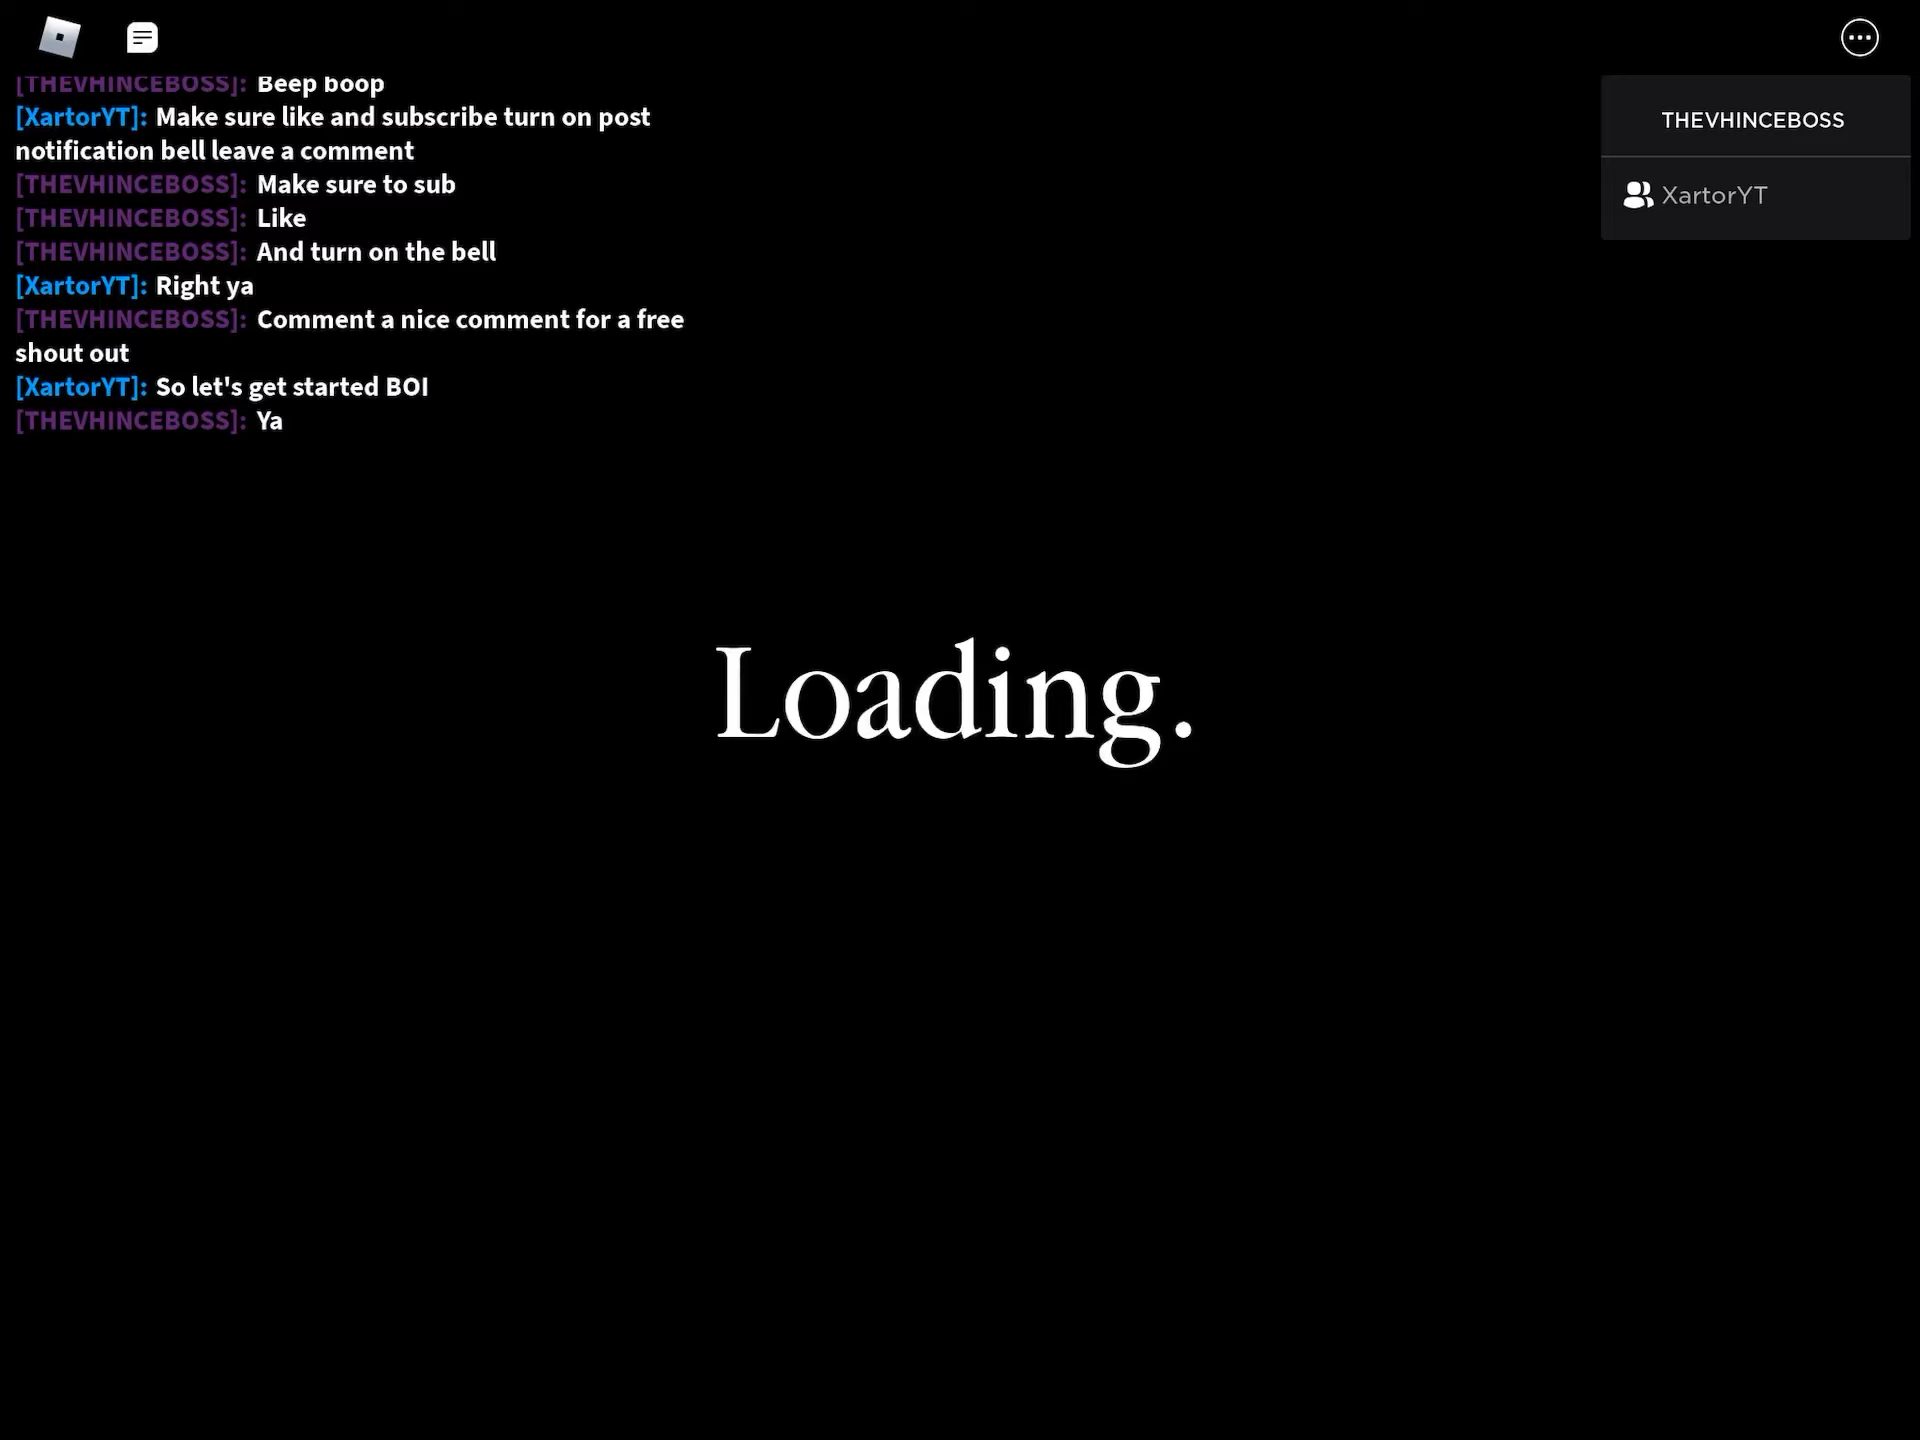 [THEVHINCEBOSS]: Beep boop
[XartorYT]: Make sure like and subscribe turn on post
notification bell leave a comment
[THEVHINCEBOSS]: Make sure to sub
[THEVHINCEBOSS]: Like
[THEVHINCEBOSS]: And turn on the bell
[XartorYT]: Right ya
[THEVHINCEBOSS]: Comment a nice comment for a free
shout out
[XartorYT]: So let's get started BOI
[THEVHINCEBOSS]: Ya
THEVHINCEBOSS
XartorYT
Loading.